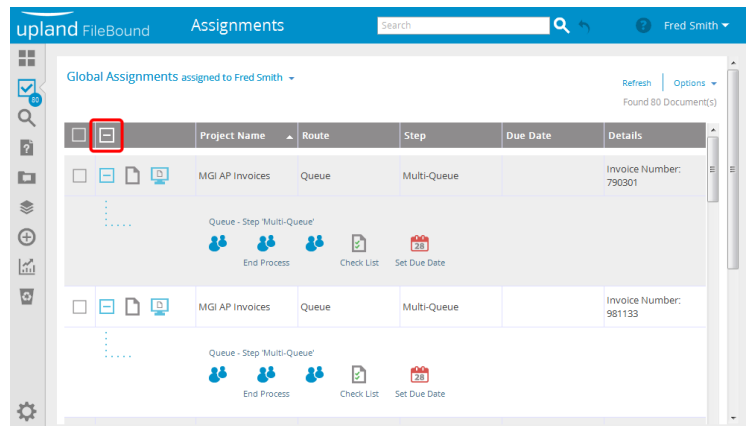 upland FileBound Assignments Search ? Fred Smith
Global Assignments assigned to Fred Smith
Refresh Options
80
Found 80 Document(s)
Project Name Route Step Due Date Details
MGI AP Invoices Queue Multi-Queue Invoice Number: 790301
Queue - Step 'Multi-Queue'
28
End Process Check List Set Due Date
MGI AP Invoices Queue Multi-Queue Invoice Number: 981133
Queue - Step 'Multi-Queue'
28
End Process Check List Set Due Date